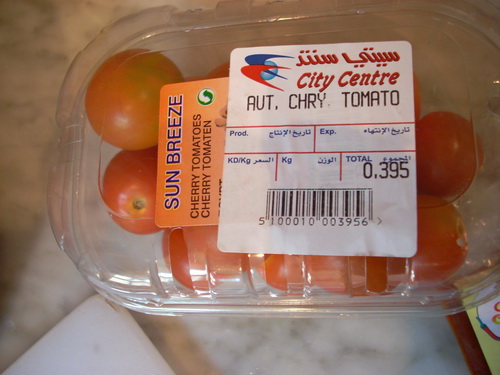 سيتي سنتر
City Centre
AUT. CHRY TOMATO
Prod. تاريخ الإنتاج Exp. تاريخ الإنتهاء
KD/Kg السعر Kg الوزن TOTAL المجموع
0.395
5 100010 003956 >
SUN BREEZE
CHERRY TOMATOES
CHERRY TOMATEN